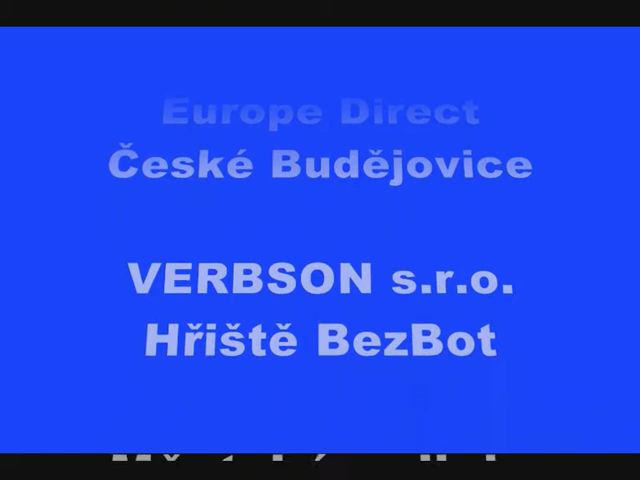 Europe Direct
České Budějovice
VERBSON s.r.o.
Hřiště BezBot